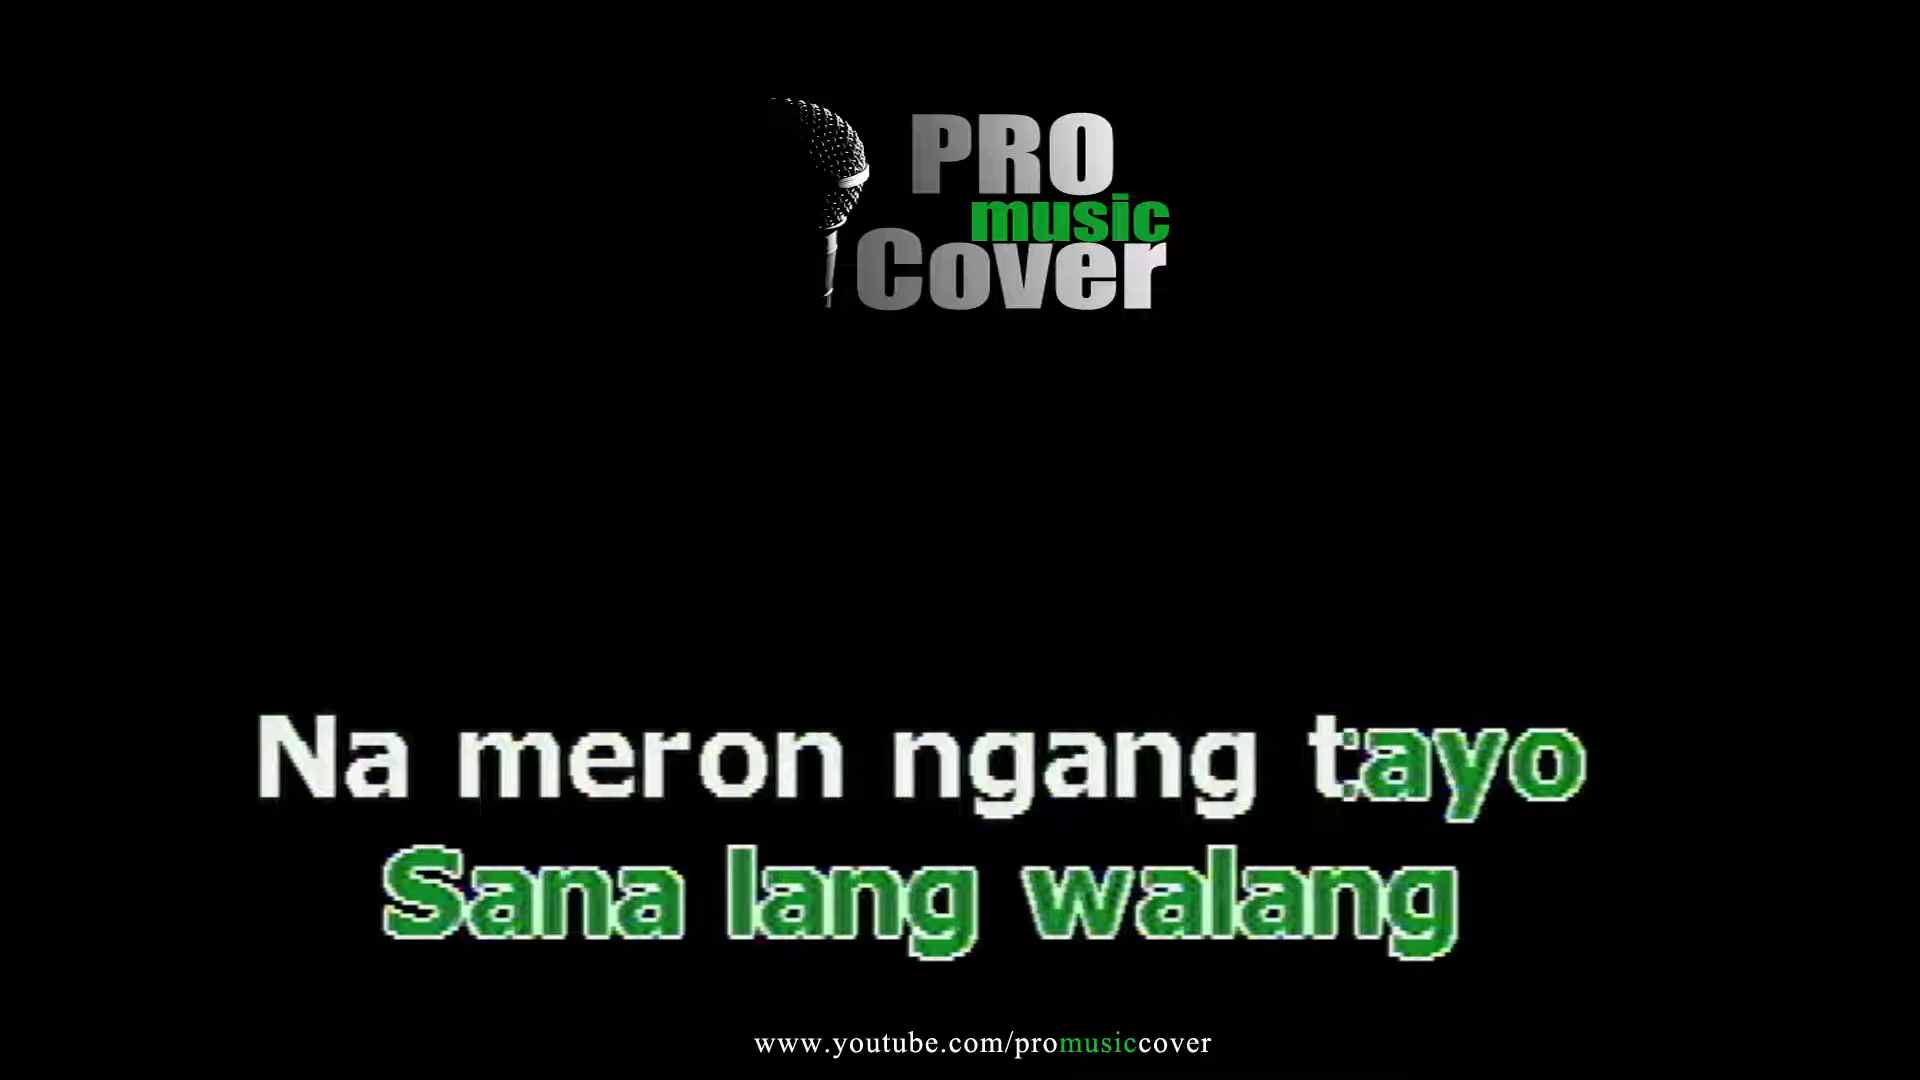 PRO
music
Cover
Na meron ngang tayo
Sana lang walang
www.youtube.com/promusiccover